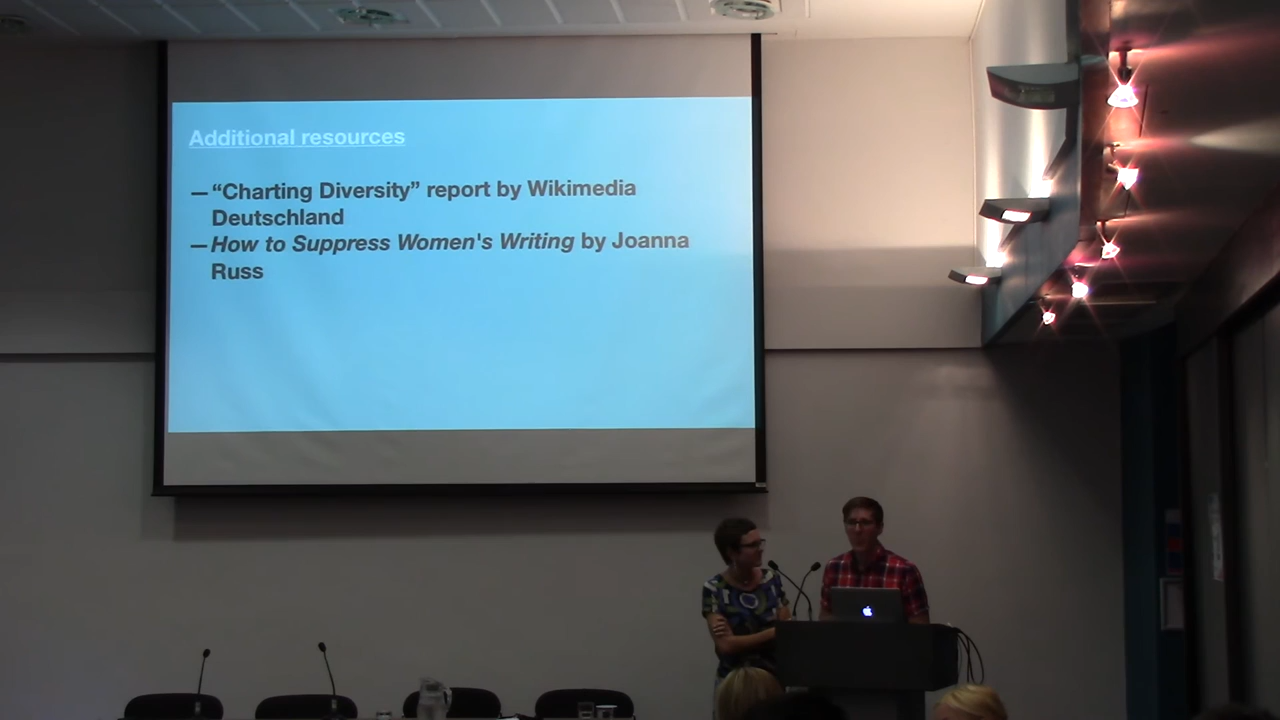 Additional resources
—“Charting Diversity” report by Wikimedia
Deutschland
—How to Suppress Women's Writing by Joanna
Russ